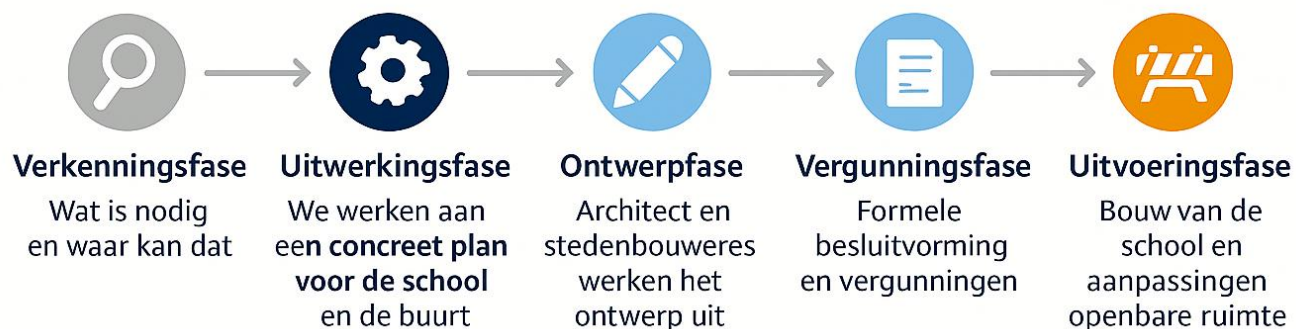 Verkenningsfase
Wat is nodig
en waar kan dat
Uitwerkingsfase
We werken aan
een concreet plan
voor de school
en de buurt
Ontwerpfase
Architect en
stedenbouweres
werken het
ontwerp uit
Vergunningsfase
Formele
besluitvorming
en vergunningen
Uitvoeringsfase
Bouw van de
school en
aanpassingen
openbare ruimte